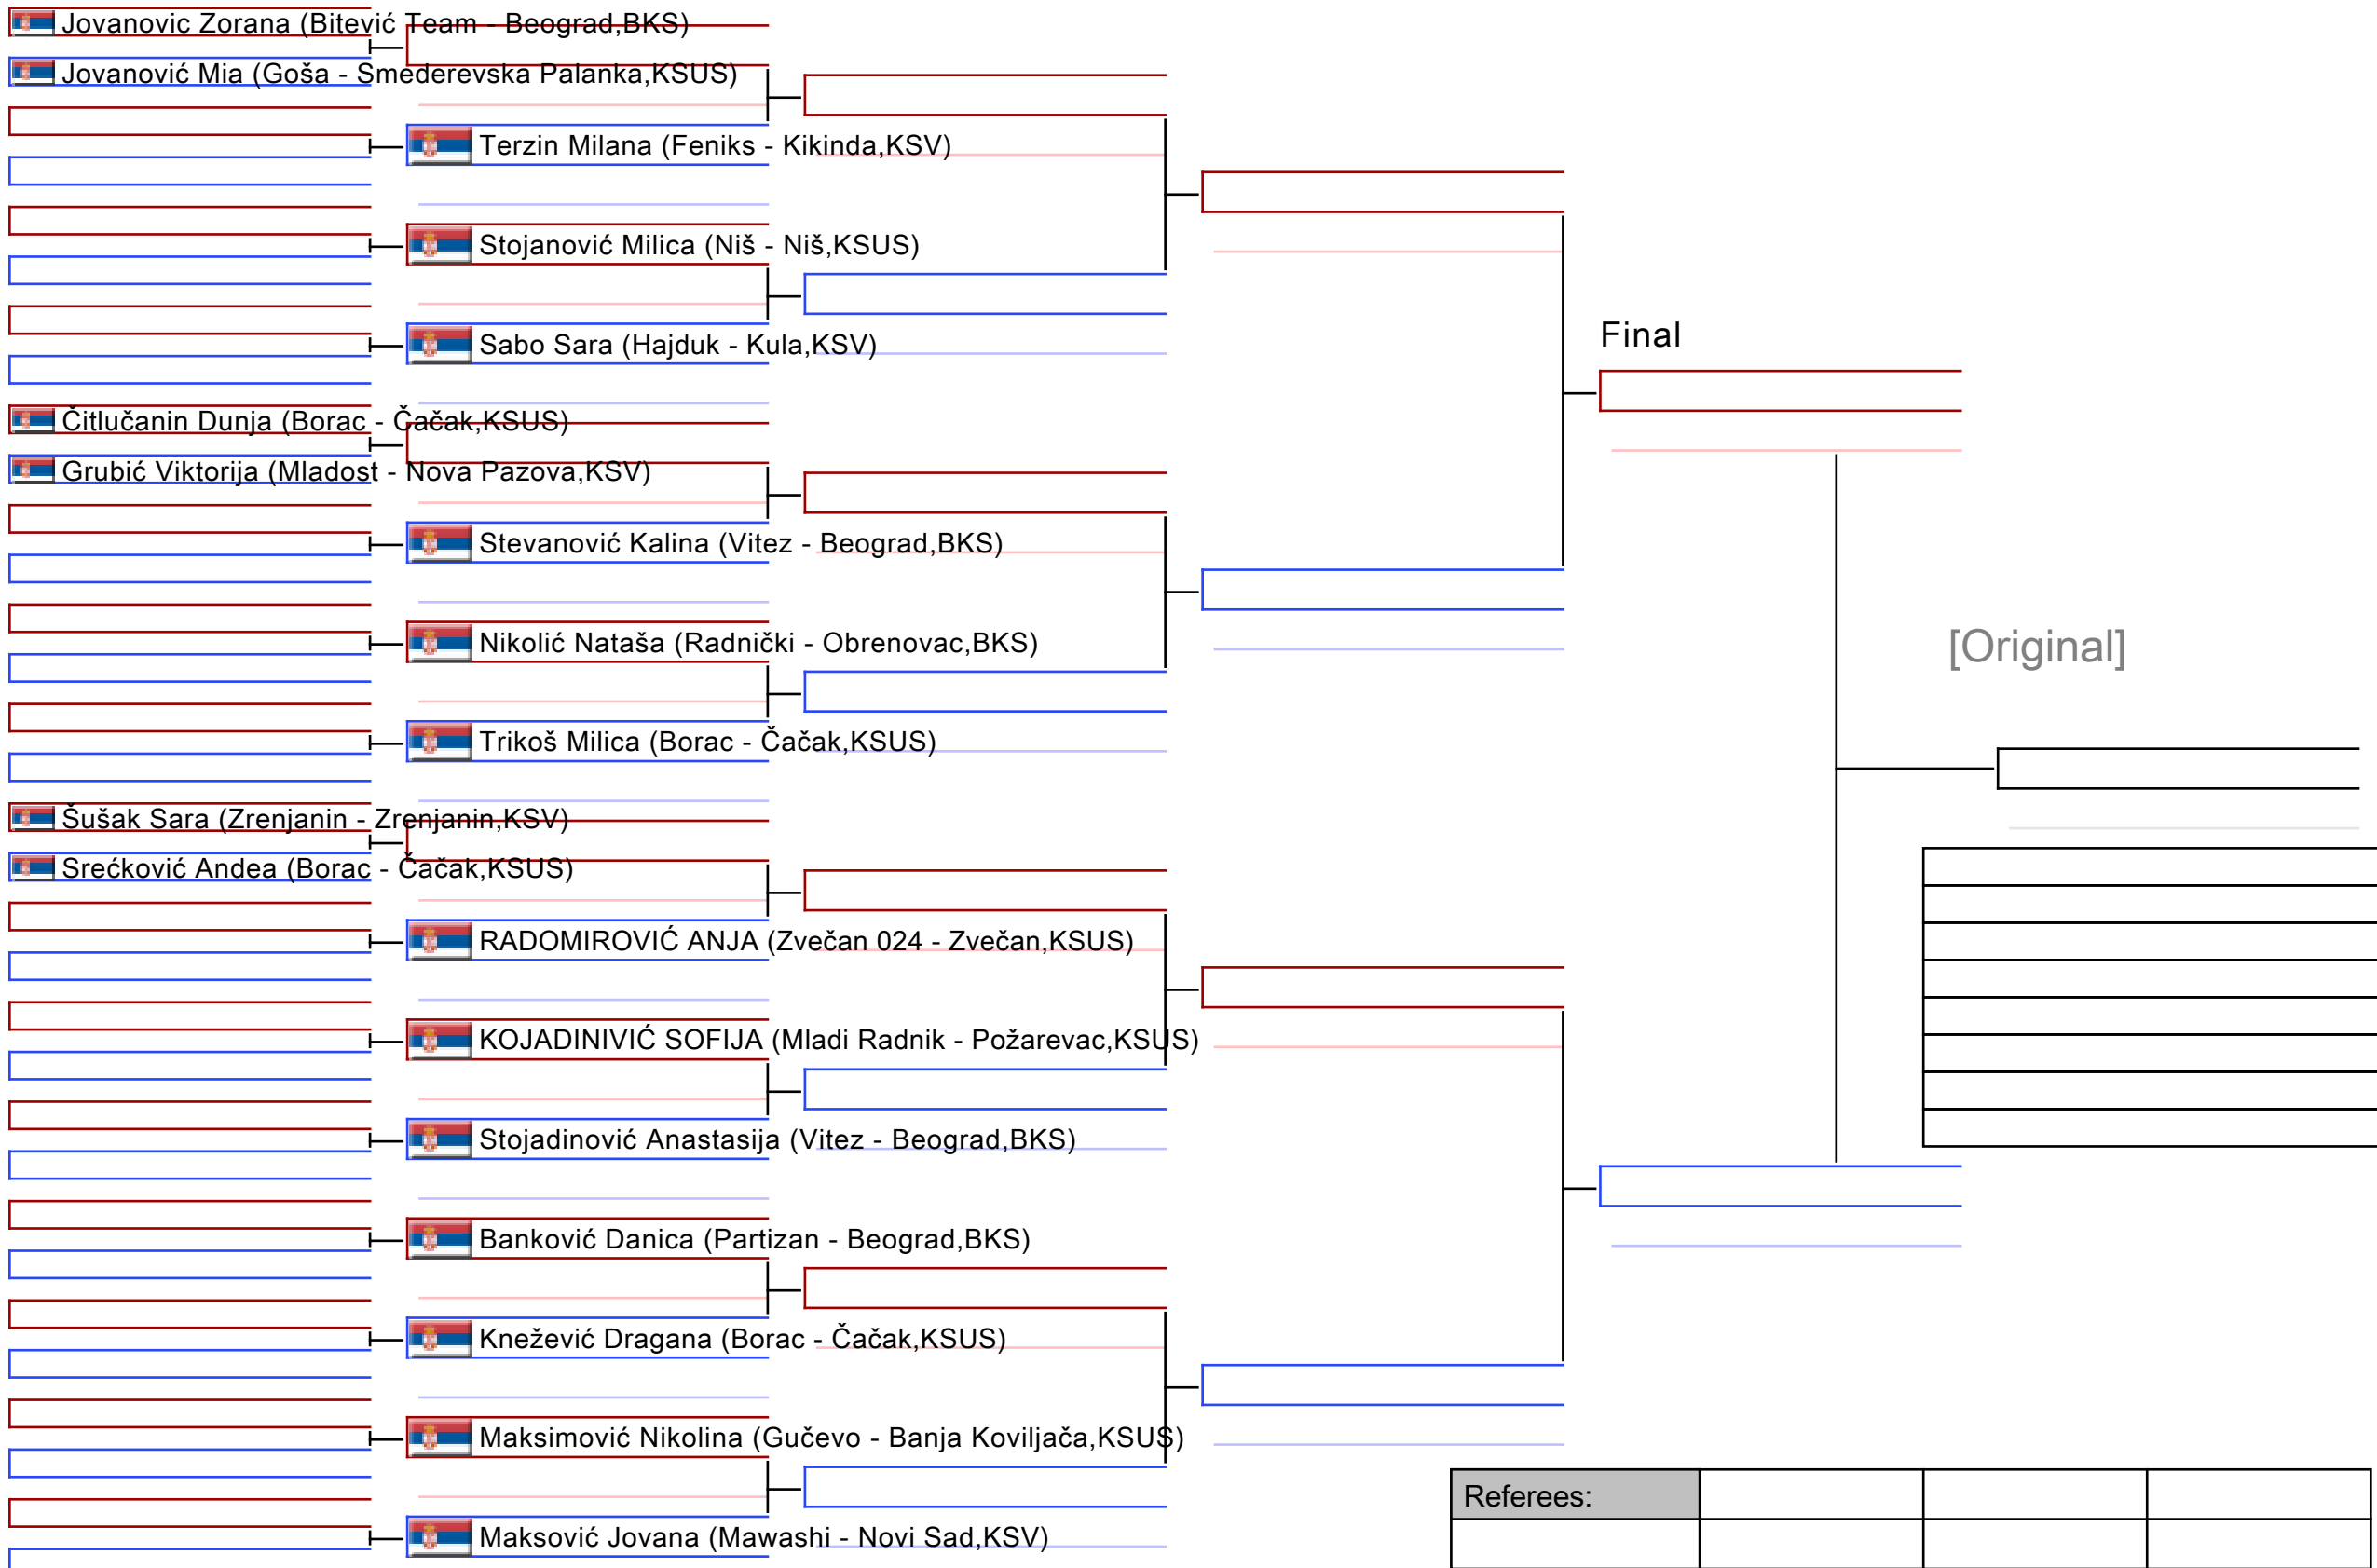 Jovanovic Zorana (Bitević Team - Beograd,BKS)
Jovanović Mia (Goša - Smederevska Palanka,KSUS)
Terzin Milana (Feniks - Kikinda,KSV)
Stojanović Milica (Niš - Niš,KSUS)
Sabo Sara (Hajduk - Kula,KSV)
Final
Čitlučanin Dunja (Borac - Čačak,KSUS)
Grubić Viktorija (Mladost - Nova Pazova,KSV)
Stevanović Kalina (Vitez - Beograd,BKS)
Nikolić Nataša (Radnički - Obrenovac,BKS)
[Original]
Trikoš Milica (Borac - Čačak,KSUS)
Šušak Sara (Zrenjanin - Zrenjanin,KSV)
Srećković Andea (Borac - Čačak,KSUS)
RADOMIROVIĆ ANJA (Zvečan 024 - Zvečan,KSUS)
KOJADINIVIĆ SOFIJA (Mladi Radnik - Požarevac,KSUS)
Stojadinović Anastasija (Vitez - Beograd,BKS)
Banković Danica (Partizan - Beograd,BKS)
Knežević Dragana (Borac - Čačak,KSUS)
Maksimović Nikolina (Gučevo - Banja Koviljača,KSUS)
Referees:
Maksović Jovana (Mawashi - Novi Sad,KSV)